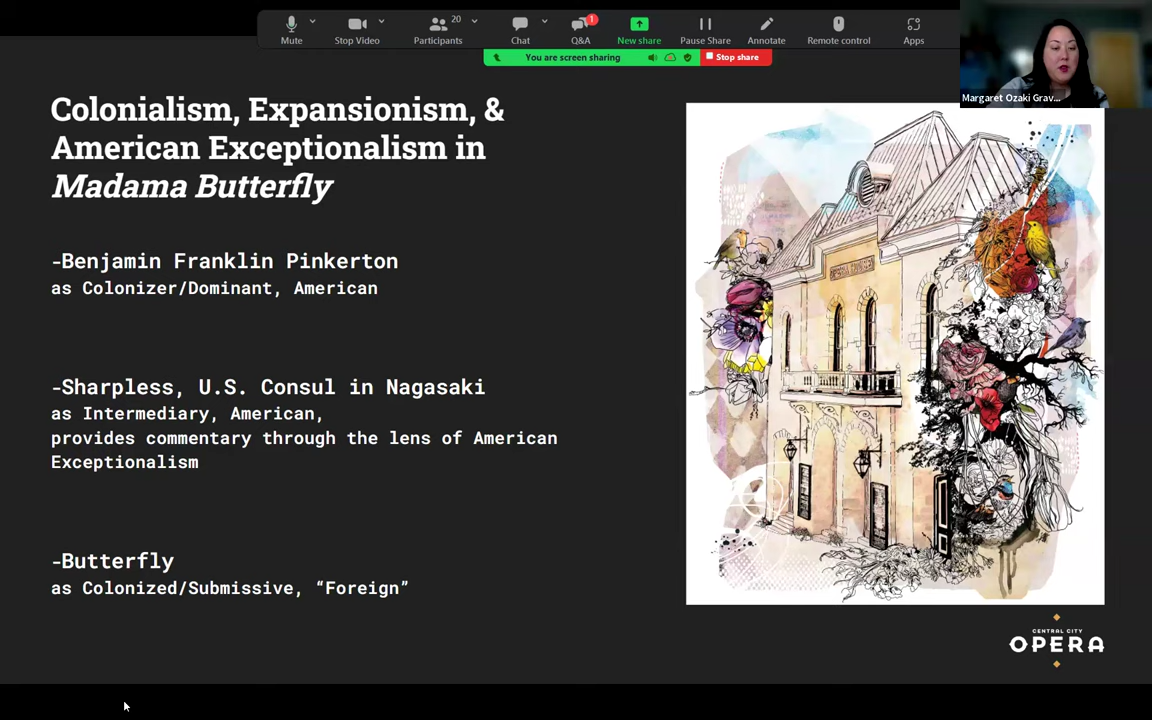 20
1
Mute
Stop Video
Participants
Chat
Q&A
New share
Pause Share
Annotate
Remote control
Apps
You are screen sharing
Stop share
Margaret Ozaki Grav...
Colonialism, Expansionism, &
American Exceptionalism in
Madama Butterfly
-Benjamin Franklin Pinkerton
as Colonizer/Dominant, American
-Sharpless, U.S. Consul in Nagasaki
as Intermediary, American,
provides commentary through the lens of American
Exceptionalism
-Butterfly
as Colonized/Submissive, “Foreign”
CENTRAL CITY
OPERA